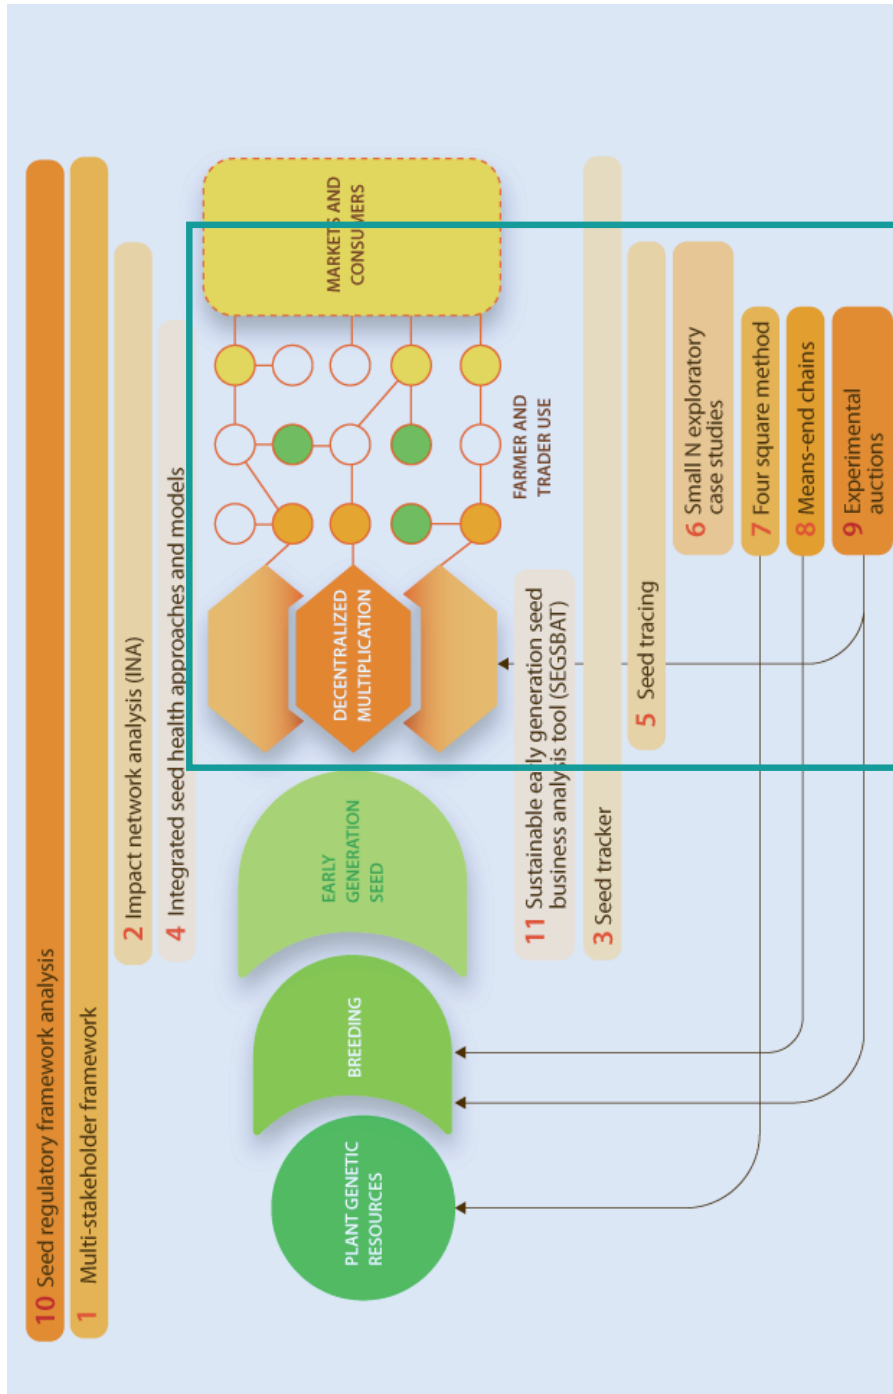 10 Seed regulatory framework analysis
1 Multi-stakeholder framework
2 Impact network analysis (INA)
4 Integrated seed health approaches and models
PLANT GENETIC
RESOURCES
BREEDING
EARLY
GENERATION
SEED
DECENTRALIZED
MULTIPLICATION
MARKETS AND
CONSUMERS
FARMER AND
TRADER USE
11 Sustainable early generation seed
business analysis tool (SEGSBAT)
3 Seed tracker
5 Seed tracing
6 Small N exploratory
case studies
7 Four square method
8 Means-end chains
9 Experimental
auctions